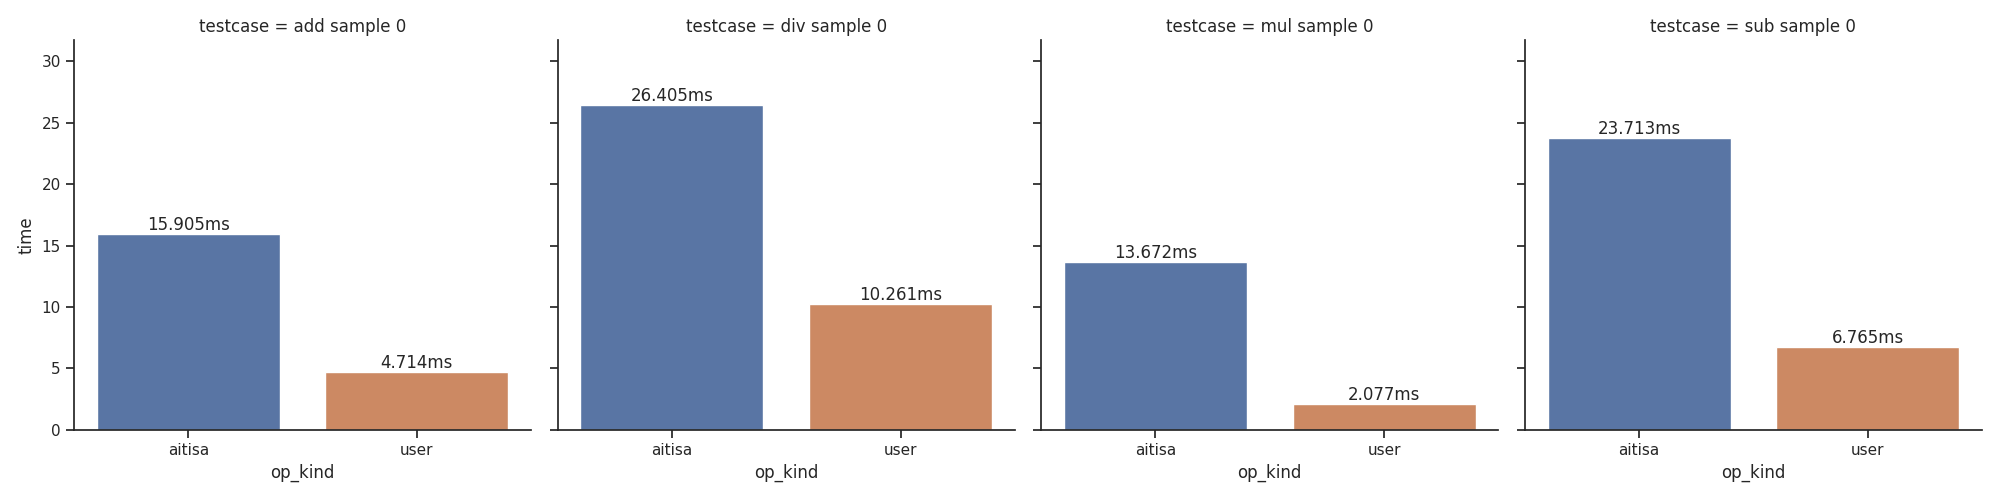 testcase = add sample 0
testcase = div sample 0
testcase = mul sample 0
testcase = sub sample 0
time
30
25
20
15
10
5
0
15.905ms
4.714ms
26.405ms
10.261ms
13.672ms
2.077ms
23.713ms
6.765ms
aitisa
user
aitisa
user
aitisa
user
aitisa
user
op_kind
op_kind
op_kind
op_kind